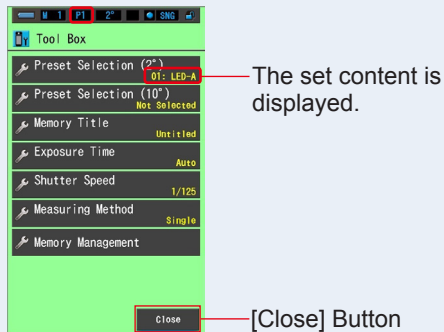 M 1 P1 2° SNG
Tool Box
Preset Selection (2°)
01: LED-A
Preset Selection (10°)
Not Selected
Memory Title
Untitled
Exposure Time
Auto
Shutter Speed
1/125
Measuring Method
Single
Memory Management
Close
The set content is
displayed.
[Close] Button